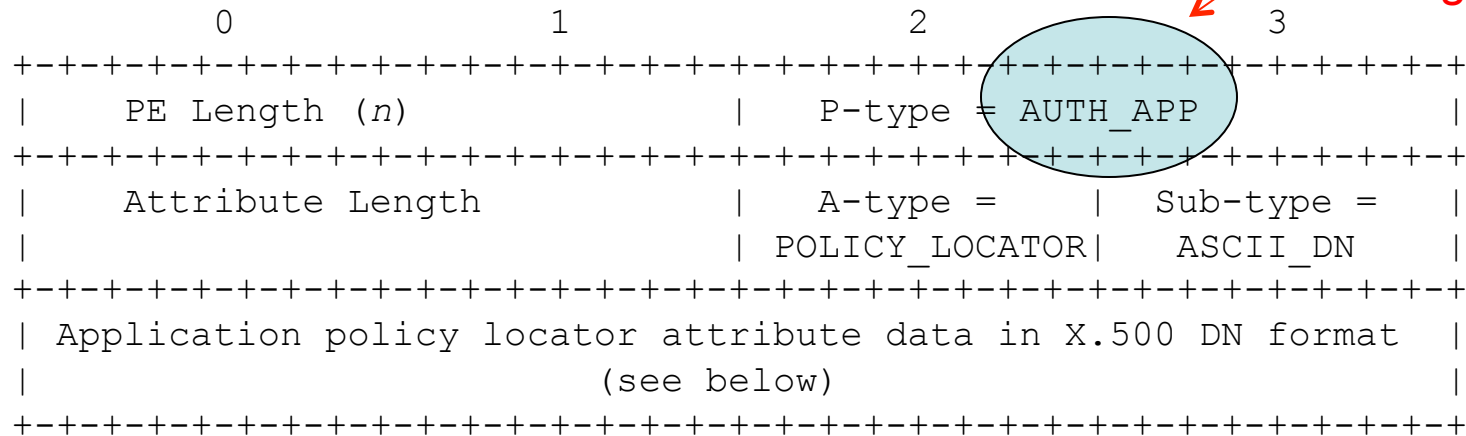 0 1 2 3
+-+-+-+-+-+-+-+-+-+-+-+-+-+-+-+-+-+-+-+-+-+-+-+-+-+-+-+-+-+-+-+-+
| PE Length (n) | P-type = AUTH_APP |
+-+-+-+-+-+-+-+-+-+-+-+-+-+-+-+-+-+-+-+-+-+-+-+-+-+-+-+-+-+-+-+-+
| Attribute Length | A-type = | Sub-type = |
| | POLICY_LOCATOR| ASCII_DN |
+-+-+-+-+-+-+-+-+-+-+-+-+-+-+-+-+-+-+-+-+-+-+-+-+-+-+-+-+-+-+-+-+
| Application policy locator attribute data in X.500 DN format |
| (see below) |
+-+-+-+-+-+-+-+-+-+-+-+-+-+-+-+-+-+-+-+-+-+-+-+-+-+-+-+-+-+-+-+-+